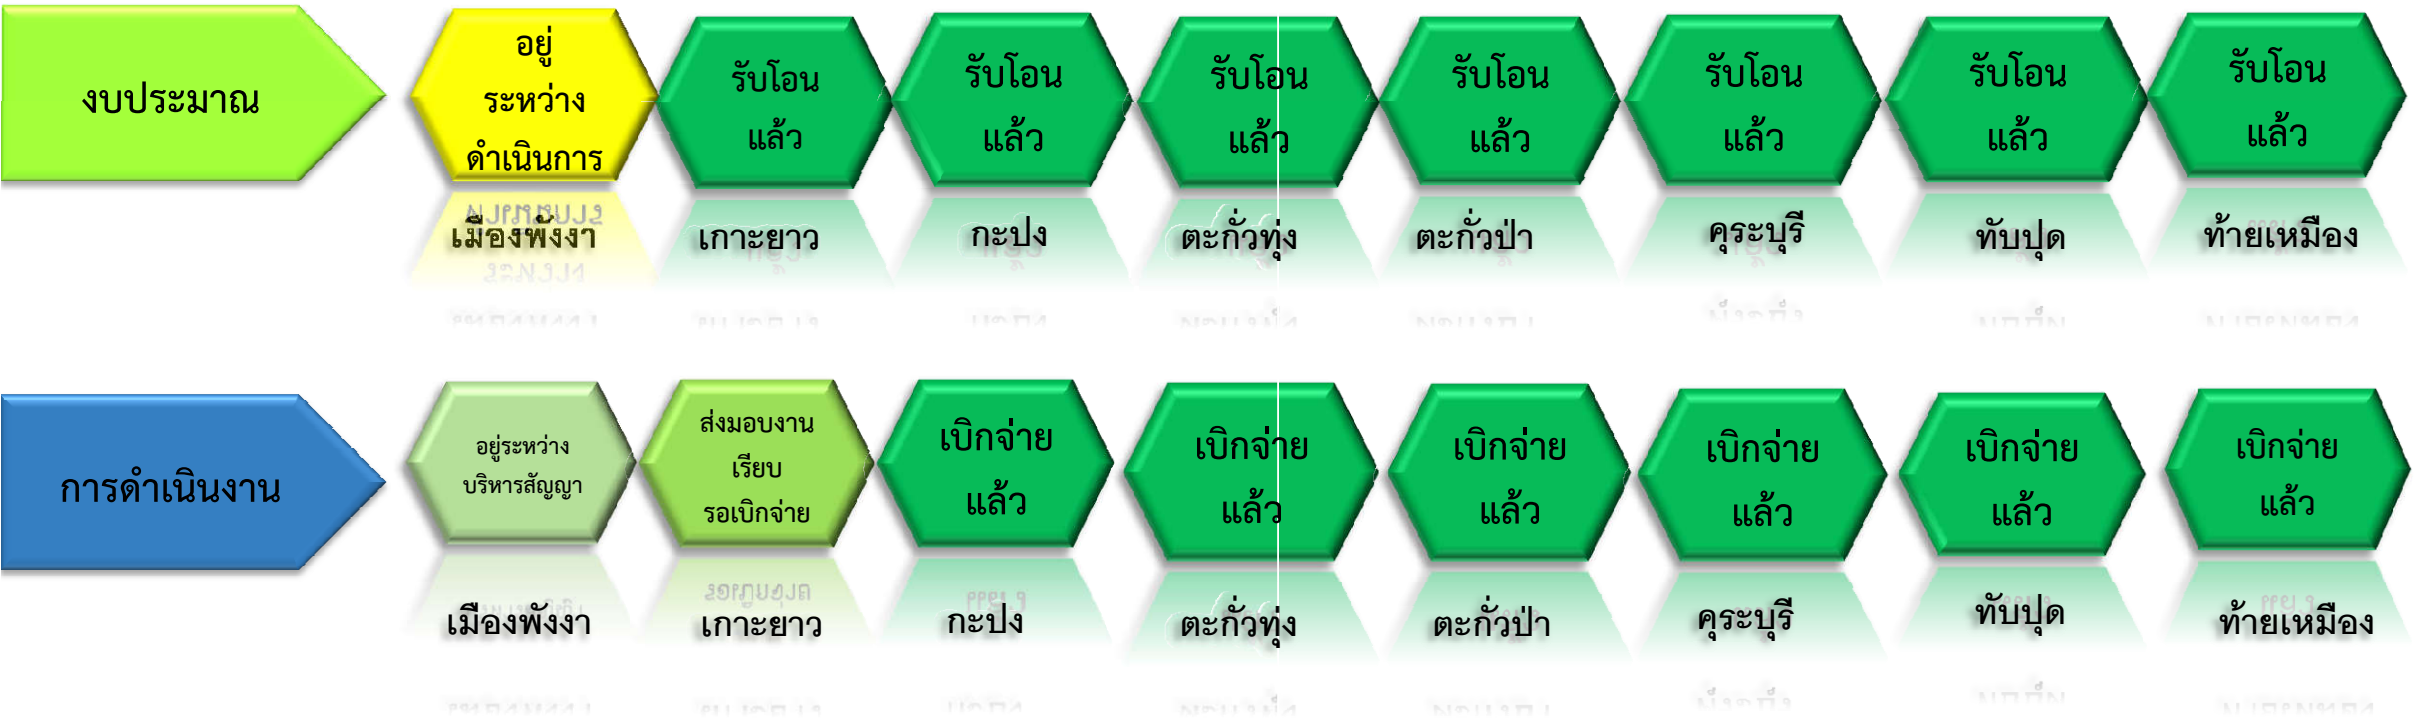 งบประมาณ
อยู่
ระหว่าง
ดำเนินการ
รับโอน
แล้ว
รับโอน
แล้ว
รับโอน
แล้ว
รับโอน
แล้ว
รับโอน
แล้ว
รับโอน
แล้ว
รับโอน
แล้ว
เมืองพังงา
เกาะยาว
กะปง
ตะกั่วทุ่ง
ตะกั่วป่า
คุระบุรี
ทับปุด
ท้ายเหมือง
การดำเนินงาน
อยู่ระหว่าง
บริหารสัญญา
ส่งมอบงาน
เรียบ
รอเบิกจ่าย
เบิกจ่าย
แล้ว
เบิกจ่าย
แล้ว
เบิกจ่าย
แล้ว
เบิกจ่าย
แล้ว
เบิกจ่าย
แล้ว
เบิกจ่าย
แล้ว
เมืองพังงา
เกาะยาว
กะปง
ตะกั่วทุ่ง
ตะกั่วป่า
คุระบุรี
ทับปุด
ท้ายเหมือง